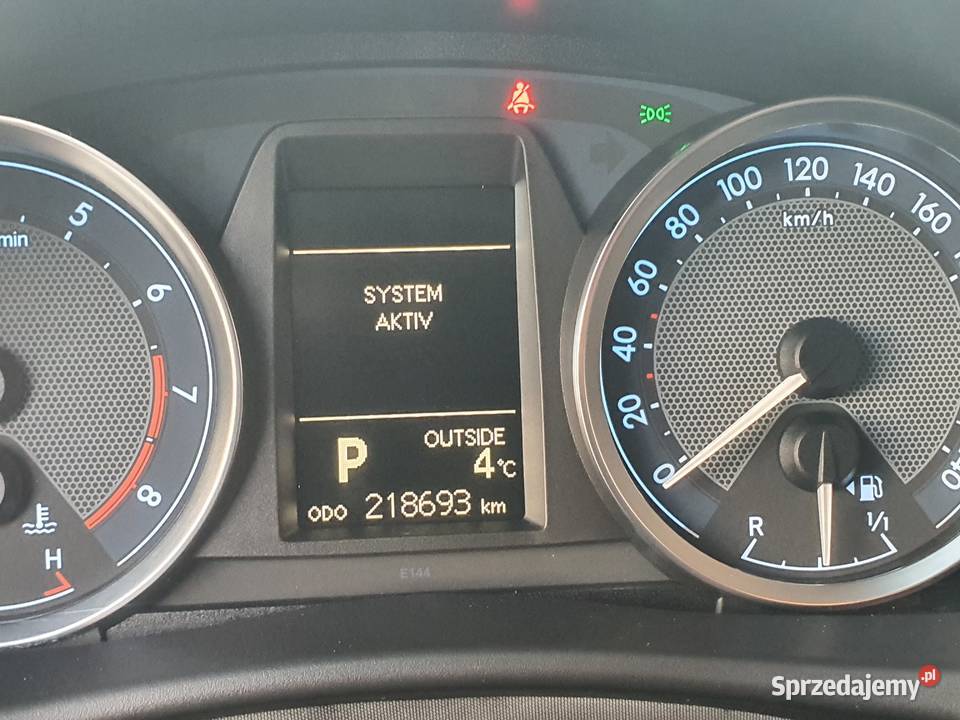 SYSTEM
AKTIV
P
OUTSIDE
4°C
ODO 218693 km
E144
min
5
6
7
8
H
km/h
0
20
40
60
80
100
120
140
160
R
1/1
Sprzedajemy.pl